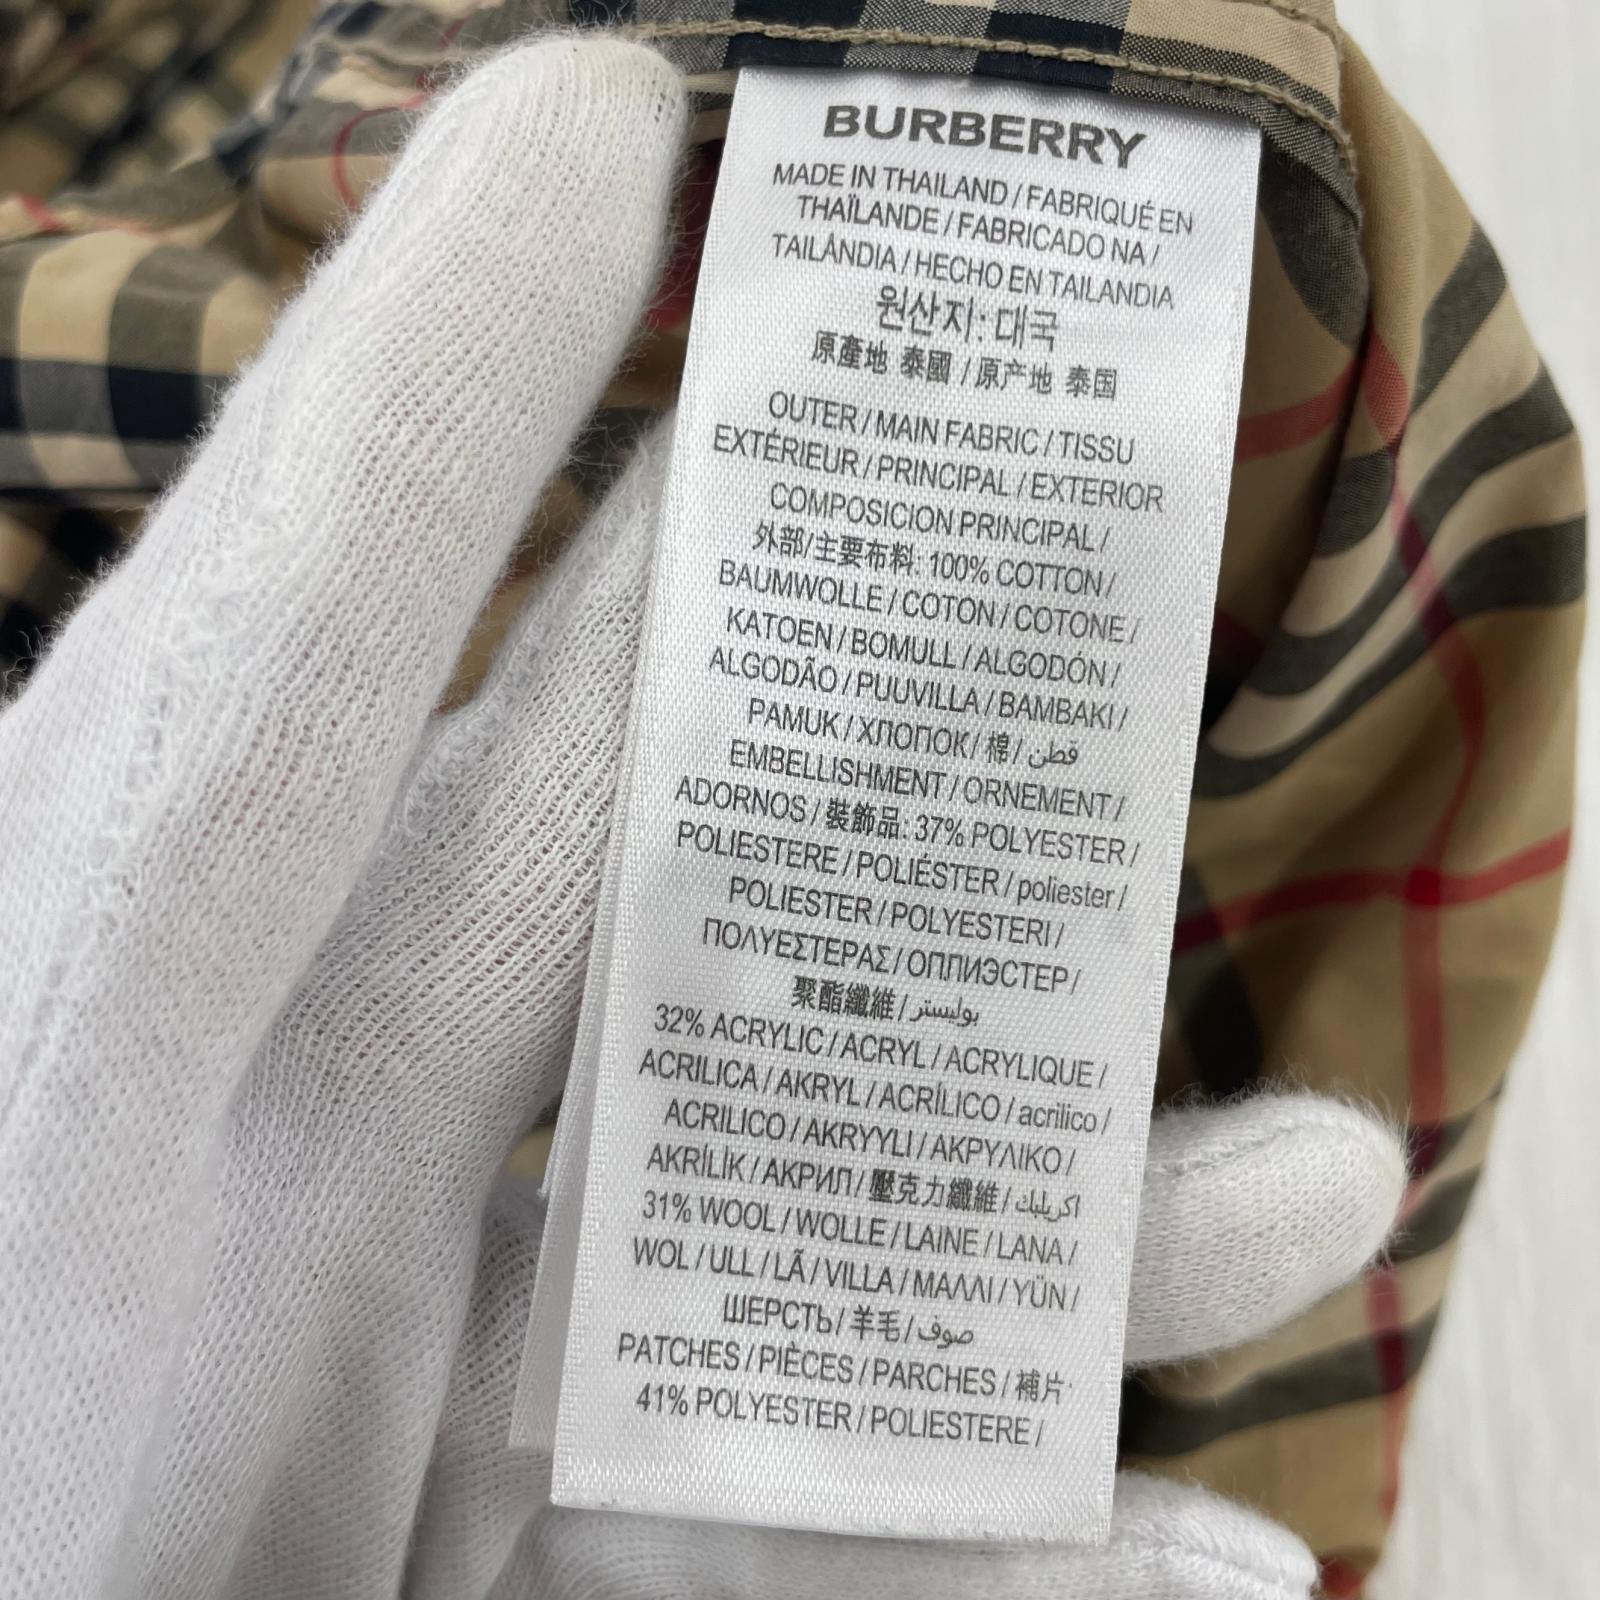 BURBERRY
MADE IN THAILAND / FABRIQUÉ EN
THAÏLANDE / FABRICADO NA /
TAILÂNDIA / HECHO EN TAILANDIA
원산지: 대국
原產地 泰國 / 原产地 泰国
OUTER / MAIN FABRIC / TISSU
EXTÉRIEUR / PRINCIPAL / EXTERIOR
COMPOSICION PRINCIPAL /
外部/主要布料: 100% COTTON /
BAUMWOLLE / COTON / COTONE /
KATOEN / BOMULL / ALGODÓN /
ALGODÃO / PUUVILLA / BAMBAKI /
PAMUK / ХЛОПОК / 棉 / قطن
EMBELLISHMENT / ORNEMENT /
ADORNOS / 裝飾品: 37% POLYESTER /
POLIESTERE / POLIÉSTER / poliester /
POLIESTER / POLYESTERI /
ΠΟΛΥΕΣΤΕΡΑΣ / ОПЛИЭСТЕР /
聚酯纖維 / بوليستر
32% ACRYLIC / ACRYL / ACRYLIQUE /
ACRILICA / AKRYL / ACRÍLICO / acrilico /
ACRILICO / AKRYYLI / ΑΚΡΥΛΙΚΟ /
AKRİLİK / АКРИЛ / 壓克力纖維 / اكريليك
31% WOOL / WOLLE / LAINE / LANA /
WOL / ULL / LÃ / VILLA / ΜΑΛΛΙ / YÜN /
ШЕРСТЬ / 羊毛 / صوف
PATCHES / PIÈCES / PARCHES / 補片·
41% POLYESTER / POLIESTERE /